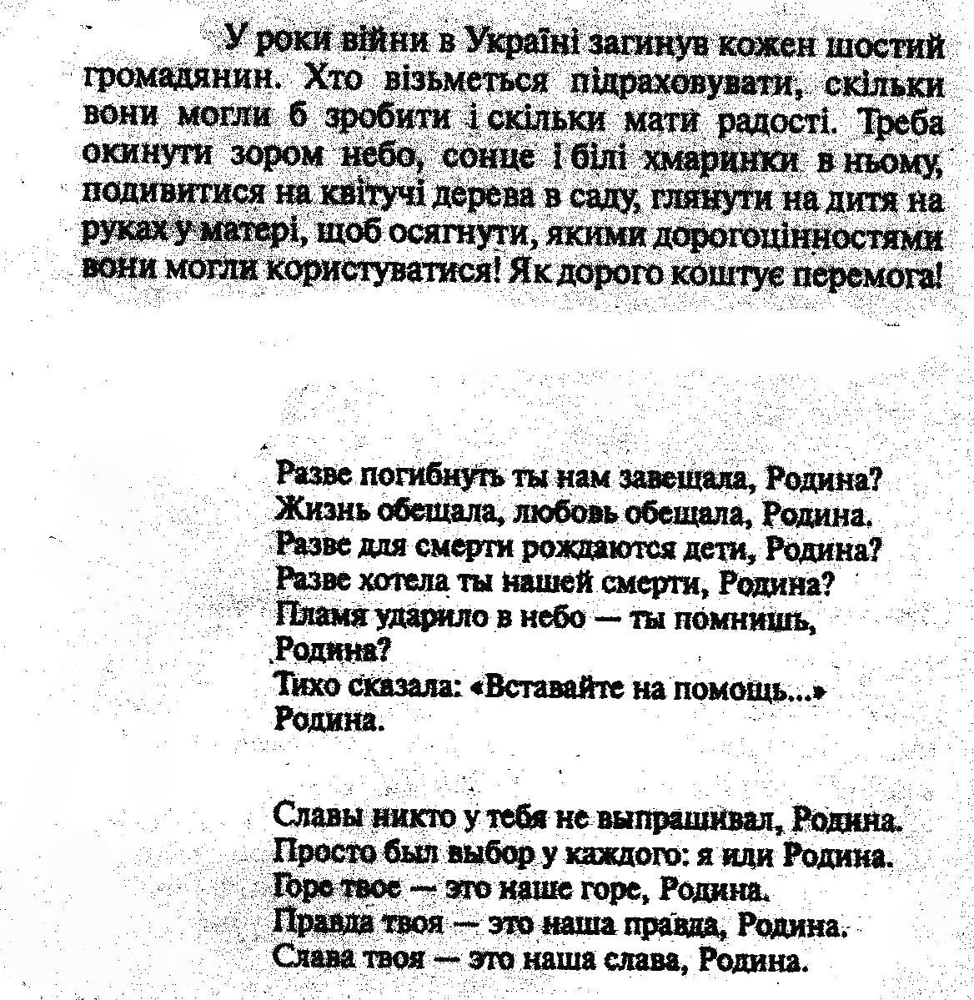 У роки війни в Україні загинув кожен шостий
громадянин. Хто візьметься підраховувати, скільки
вони могли б зробити і скільки мати радості. Треба
окинути зором небо, сонце і білі хмаринки в ньому,
подивитися на квітучі дерева в саду, глянути на дитя на
руках у матері, щоб осягнути, якими дорогоцінностями
вони могли користуватися! Як дорого коштує перемога!
Разве погибнуть ты нам завещала, Родина?
Жизнь обещала, любовь обещала, Родина.
Разве для смерти рождаются дети, Родина?
Разве хотела ты нашей смерти, Родина?
Пламя ударило в небо — ты помнишь,
Родина?
Тихо сказала: «Вставайте на помощь...»
Родина.
Славы никто у тебя не выпрашивал, Родина.
Просто был выбор у каждого: я или Родина.
Горе твое — это наше горе, Родина.
Правда твоя — это наша правда, Родина.
Слава твоя — это наша слава, Родина.